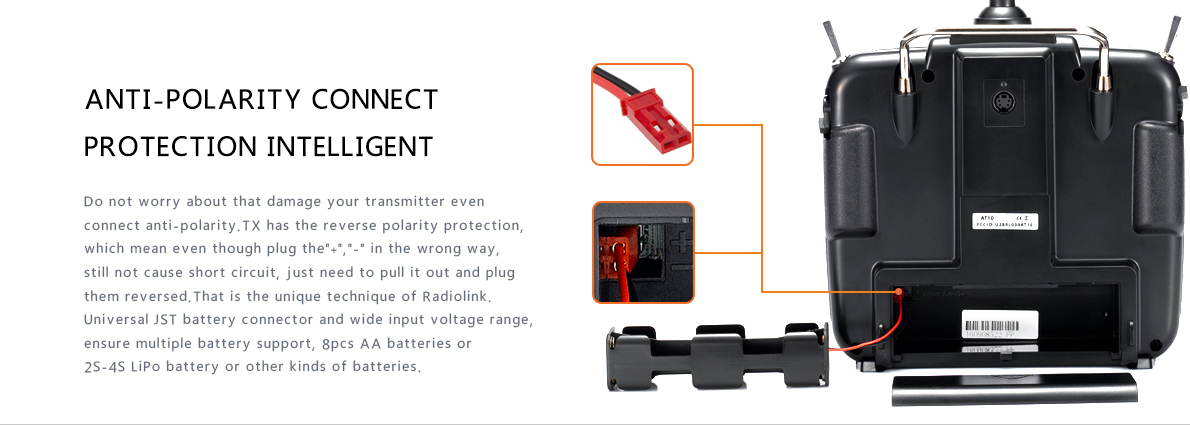 ANTI-POLARITY CONNECT
PROTECTION INTELLIGENT
Do not worry about that damage your transmitter even
connect anti-polarity.TX has the reverse polarity protection,
which mean even though plug the"+","-" in the wrong way,
still not cause short circuit, just need to pull it out and plug
them reversed.That is the unique technique of Radiolink.
Universal JST battery connector and wide input voltage range,
ensure multiple battery support, 8pcs AA batteries or
2S-4S LiPo battery or other kinds of batteries.
AT10 CE